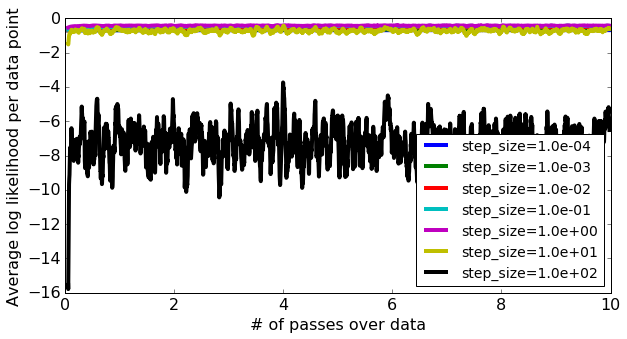 0
−2
−4
−6
−8
−10
−12
−14
−16
Average log likelihood per data point
step_size=1.0e-04
step_size=1.0e-03
step_size=1.0e-02
step_size=1.0e-01
step_size=1.0e+00
step_size=1.0e+01
step_size=1.0e+02
0 2 4 6 8 10
# of passes over data